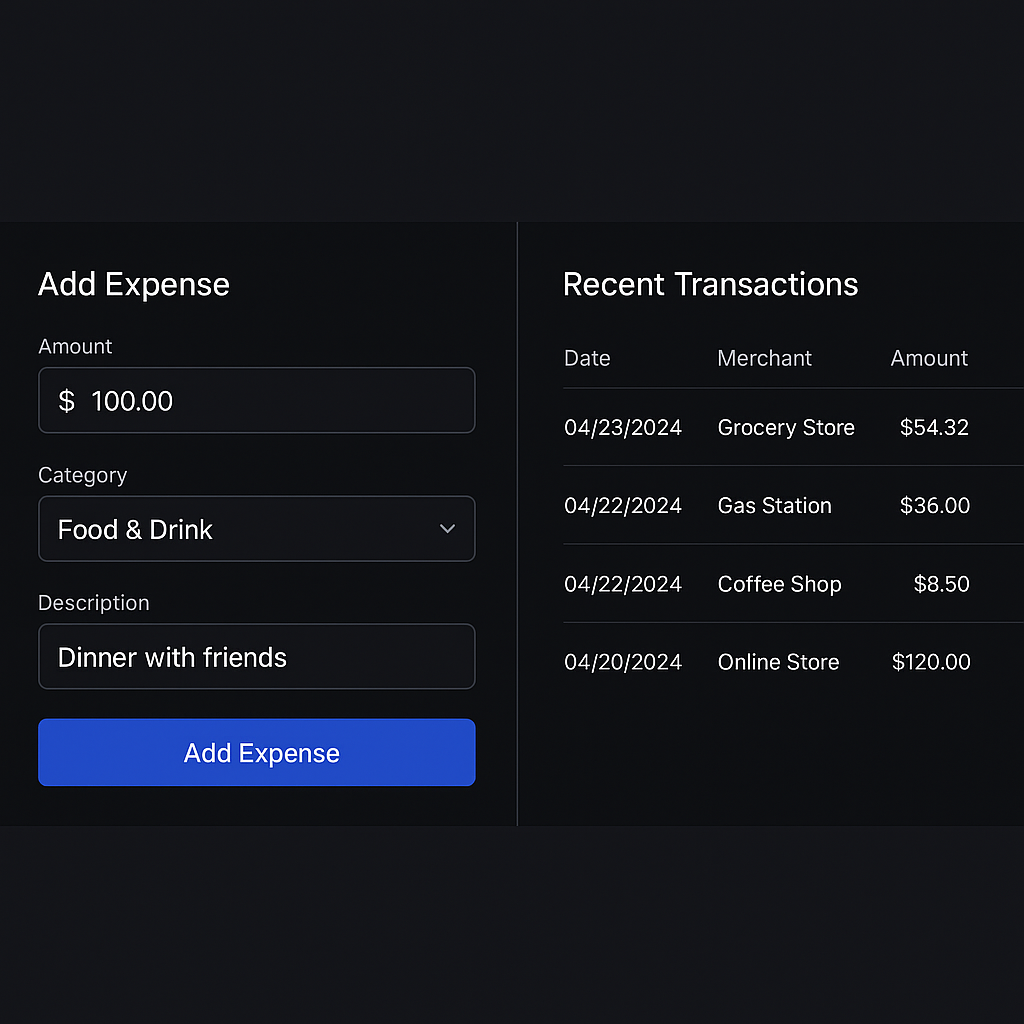 Add Expense
Amount
$ 100.00
Category
Food & Drink
Description
Dinner with friends
Add Expense
Recent Transactions
Date Merchant Amount
04/23/2024 Grocery Store $54.32
04/22/2024 Gas Station $36.00
04/22/2024 Coffee Shop $8.50
04/20/2024 Online Store $120.00